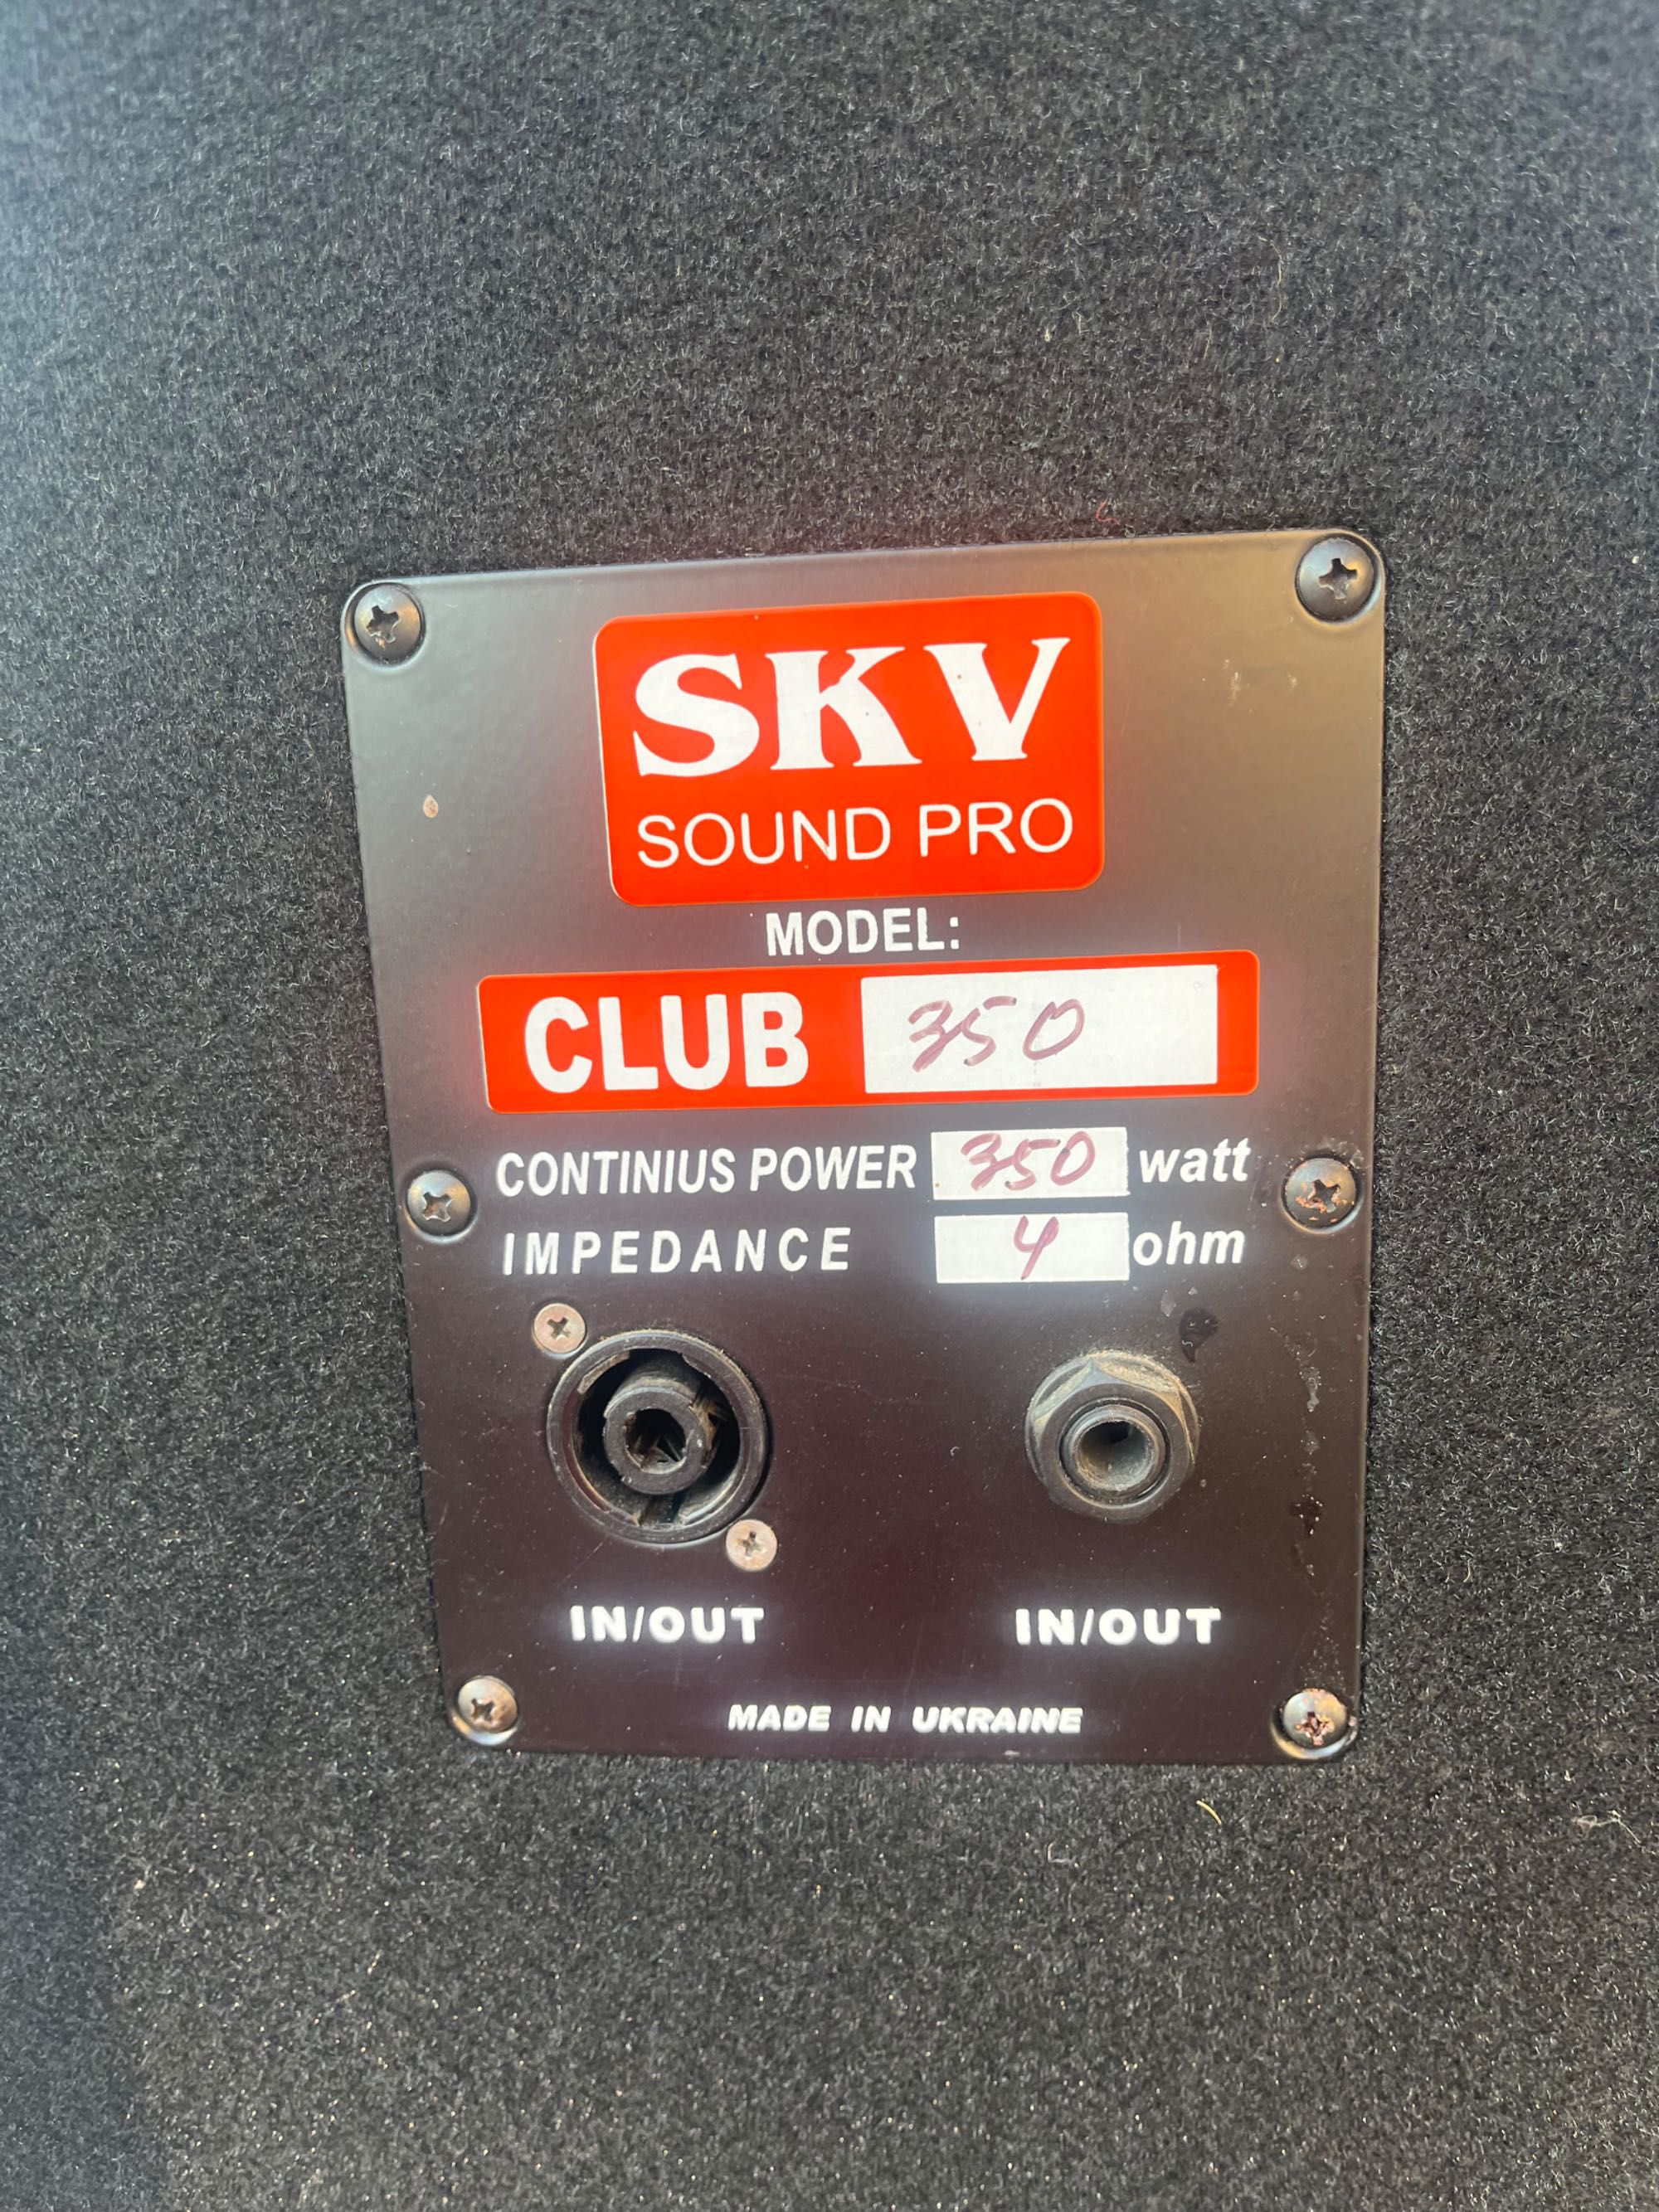 SKV
SOUND PRO
MODEL:
CLUB 350
CONTINIUS POWER 350 watt
IMPEDANCE 4 ohm
IN/OUT IN/OUT
MADE IN UKRAINE